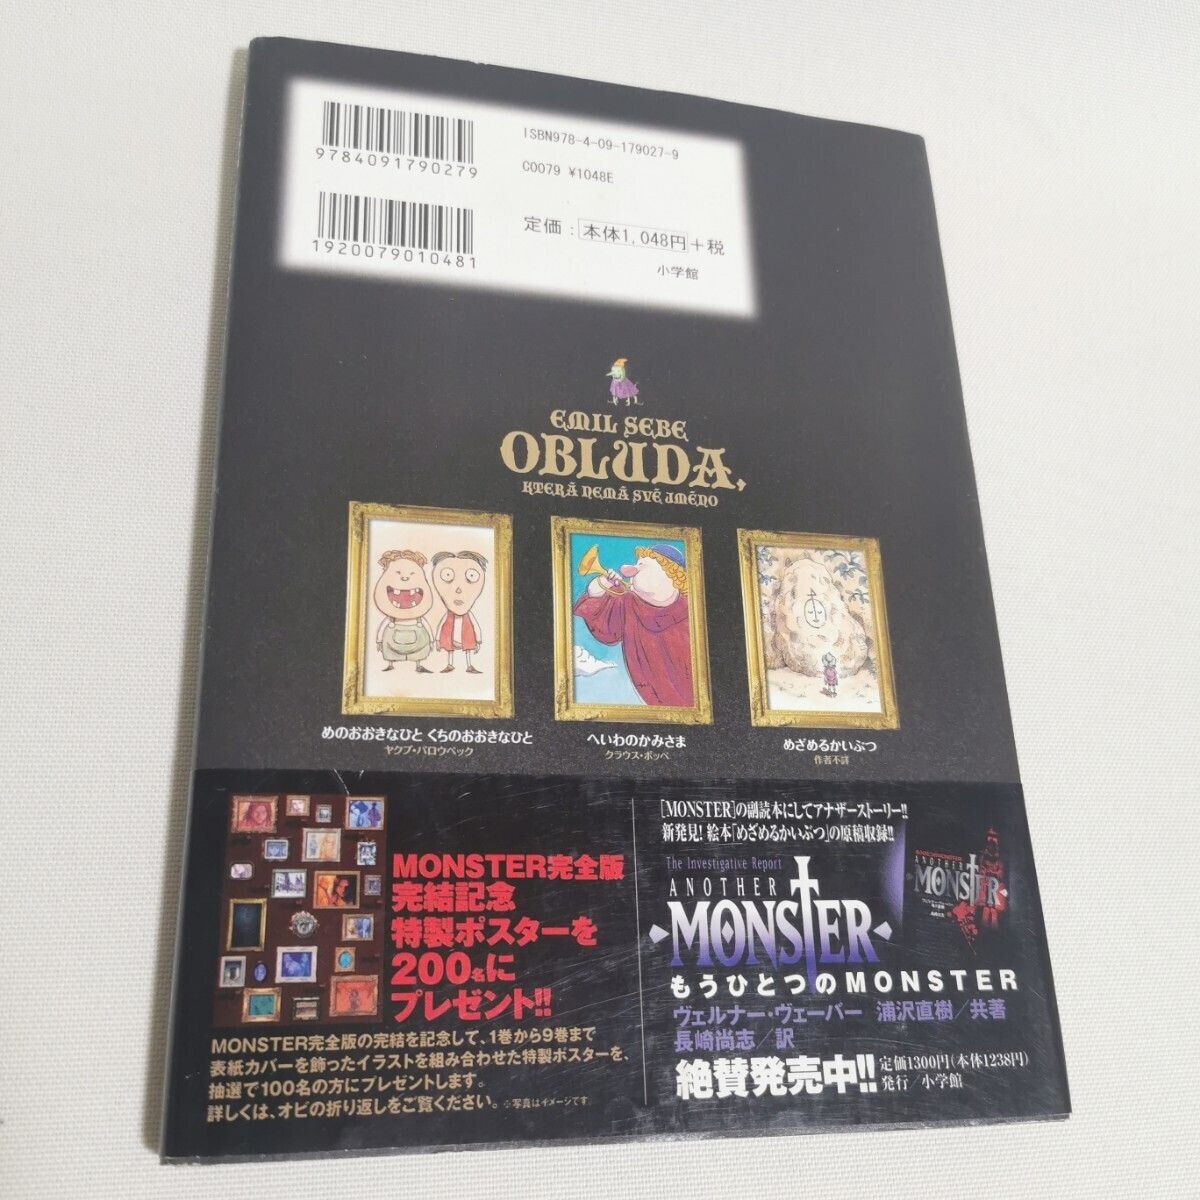 ISBN978-4-09-179027-9
9784091790279
C0079 ¥1048E
定価：本体1,048円+税
1920079010481
小学館
EMIL SEBE
OBLUDA,
KTERÁ NEMÁ SVÉ JMÉNO
めのおおきなひと くちのおおきなひと
ヤクブ・バロウベック
へいわのかみさま
クラウス・ポッペ
めざめるかいぶつ
作者不詳
MONSTER完全版
完結記念
特製ポスターを
200名に
プレゼント!!
MONSTER完全版の完結を記念して、1巻から9巻まで
表紙カバーを飾ったイラストを組み合わせた特製ポスターを、
抽選で100名の方にプレゼントします。
詳しくは、オビの折り返しをご覧ください。※写真はイメージです。
[MONSTER]の副読本にしてアナザーストーリー!!
新発見!絵本「めざめるかいぶつ」の原稿収録!!
The Investigative Report
ANOTHER
MONSTER
もうひとつのMONSTER
ヴェルナー・ヴェーバー 浦沢直樹/共著
長崎尚志/訳
絶賛発売中!!
定価1300円(本体1238円)
発行/小学館
ANOTHER
MONSTER